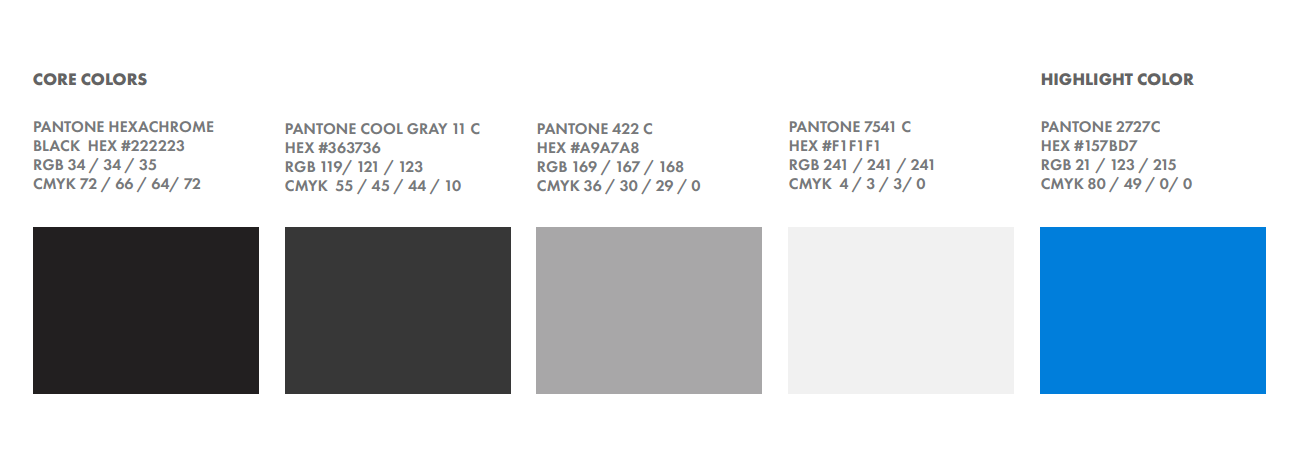 CORE COLORS
HIGHLIGHT COLOR
PANTONE HEXACHROME
BLACK  HEX #222223
RGB 34 / 34 / 35
CMYK 72 / 66 / 64/ 72
PANTONE COOL GRAY 11 C
HEX #363736
RGB 119/ 121 / 123
CMYK  55 / 45 / 44 / 10
PANTONE 422 C
HEX #A9A7A8
RGB 169 / 167 / 168
CMYK 36 / 30 / 29 / 0
PANTONE 7541 C
HEX #F1F1F1
RGB 241 / 241 / 241
CMYK  4 / 3 / 3/ 0
PANTONE 2727C
HEX #157BD7
RGB 21 / 123 / 215
CMYK 80 / 49 / 0/ 0